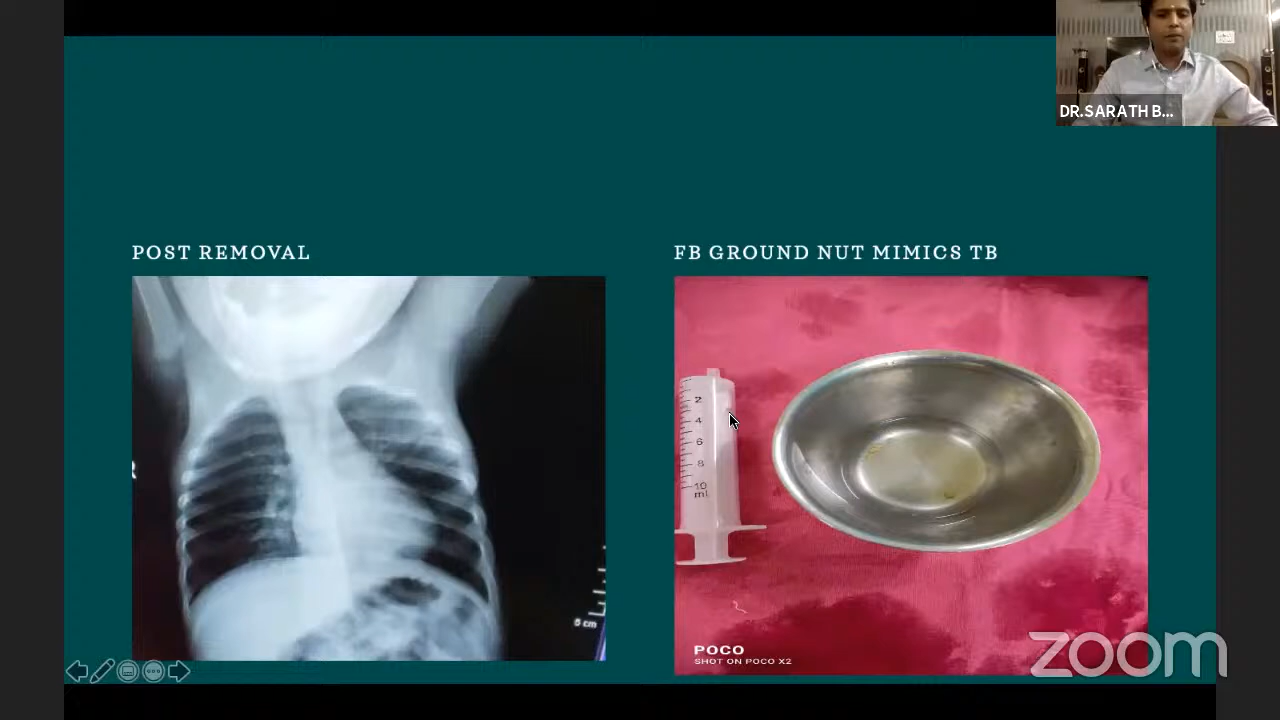 DR.SARATH B...
POST REMOVAL
FB GROUND NUT MIMICS TB
R
2
4
6
8
10
ml
5 cm
POCO
SHOT ON POCO X2
zoom